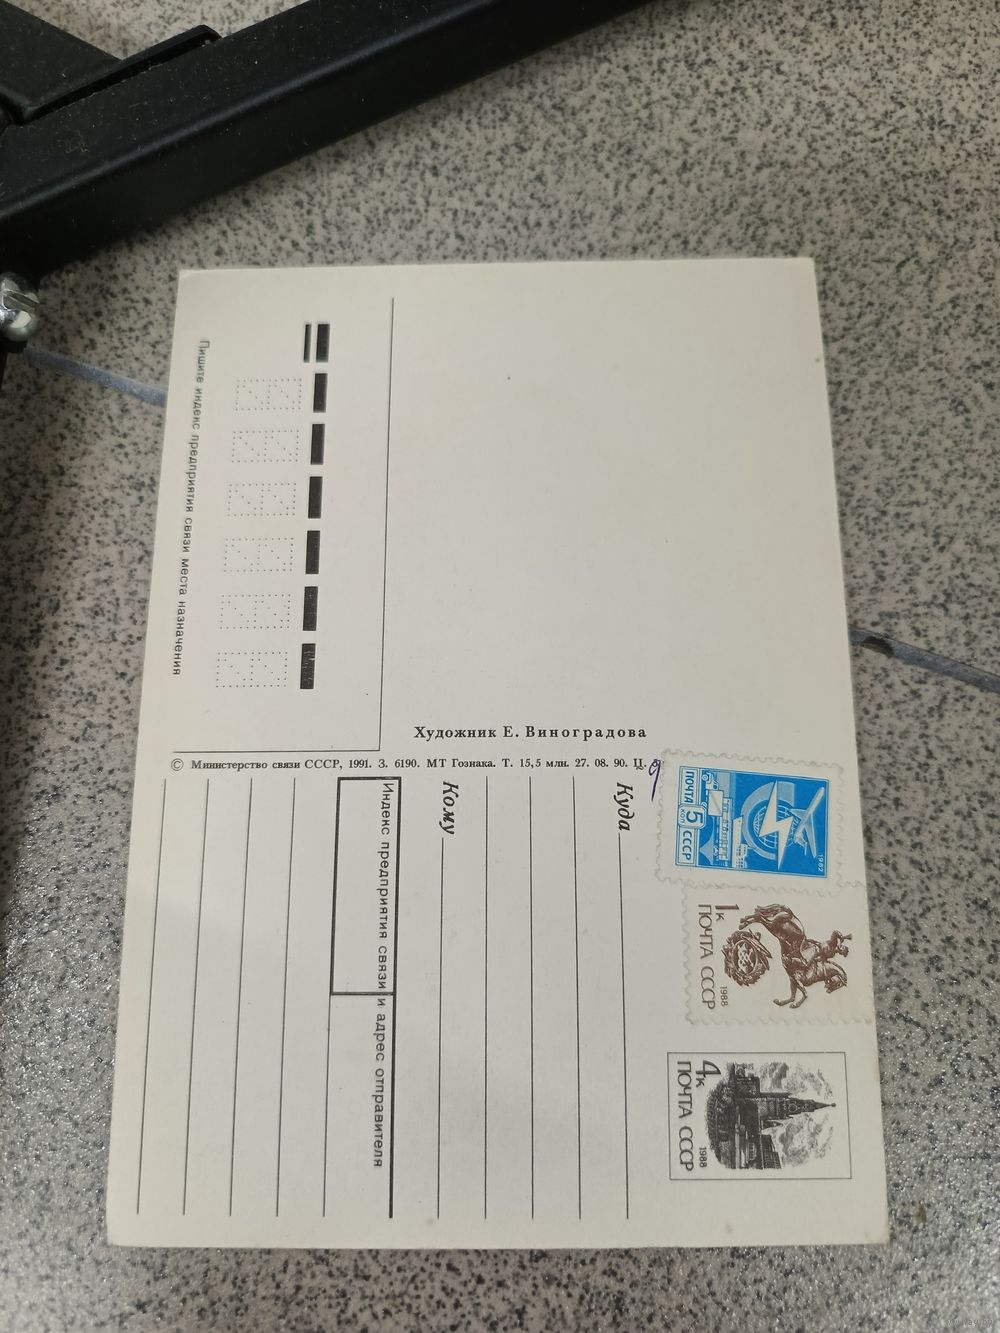 Пишите индекс предприятия связи места назначения
Художник Е. Виноградова
© Министерство связи СССР, 1991. З. 6190. МТ Гознака. Т. 15,5 млн. 27. 08. 90. Ц.
9
Куда
Кому
Индекс предприятия связи и адрес отправителя
1982
ПОЧТА 5 КОП СССР
1к
ПОЧТА СССР
1988
4к
ПОЧТА СССР
1988